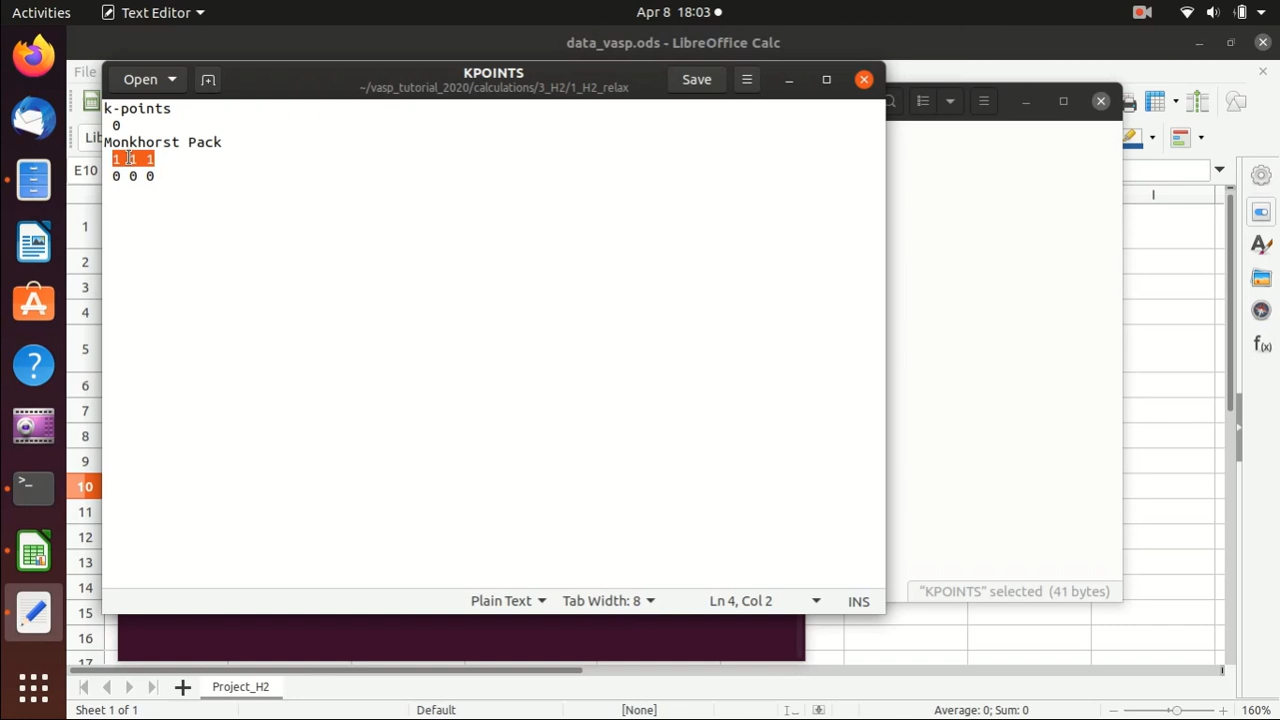 Activities
Text Editor
Apr 8 18:03
data_vasp.ods - LibreOffice Calc
File
Open
KPOINTS
~/vasp_tutorial_2020/calculations/3_H2/1_H2_relax
Save
k-points
0
Monkhorst Pack
1 1 1
0 0 0
Lib
E10
I
1
2
3
4
5
6
7
8
9
10
11
12
13
14
15
16
17
"KPOINTS" selected (41 bytes)
Plain Text
Tab Width: 8
Ln 4, Col 2
INS
Project_H2
Sheet 1 of 1
Default
[None]
Average: 0; Sum: 0
160%